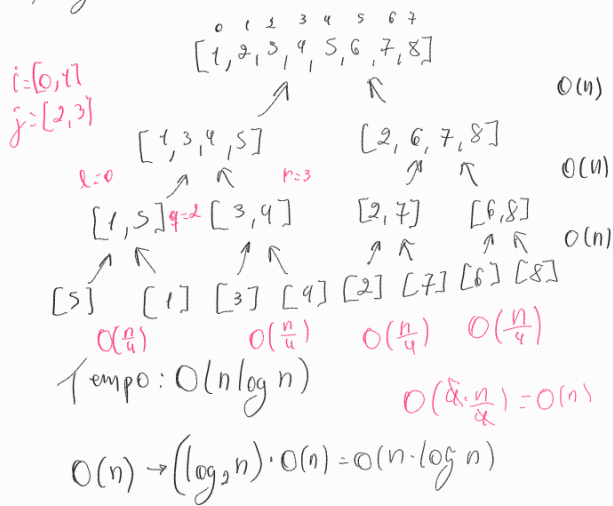 0 1 2 3 4 5 6 7
[1, 2, 3, 4, 5, 6, 7, 8]
i=[0,1]
j=[2,3]
O(n)
[1, 3, 4, 5] [2, 6, 7, 8]
O(n)
l=0 r=3
[1, 5] q=2 [3, 4] [2, 7] [6, 8]
O(n)
[5] [1] [3] [4] [2] [7] [6] [8]
O(n/4) O(n/4) O(n/4) O(n/4)
Tempo: O(n log n)
O(4·n/4) = O(n)
O(n) → (log₂n)·O(n) = O(n·log n)